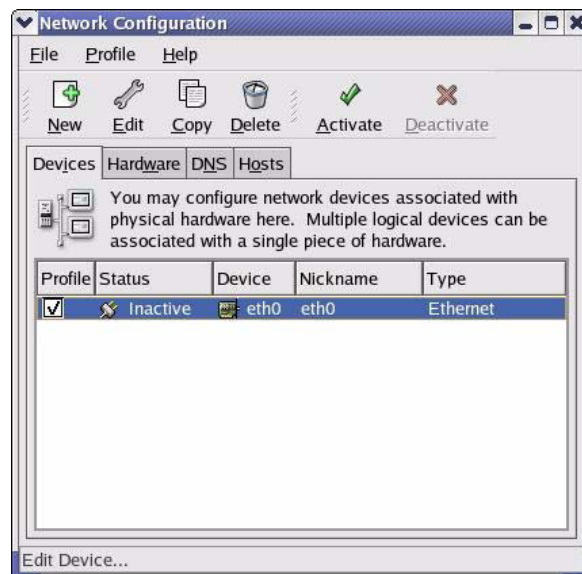 Network Configuration
File Profile Help
New Edit Copy Delete Activate Deactivate
Devices Hardware DNS Hosts
You may configure network devices associated with
physical hardware here. Multiple logical devices can be
associated with a single piece of hardware.
Profile Status Device Nickname Type
Inactive eth0 eth0 Ethernet
Edit Device...